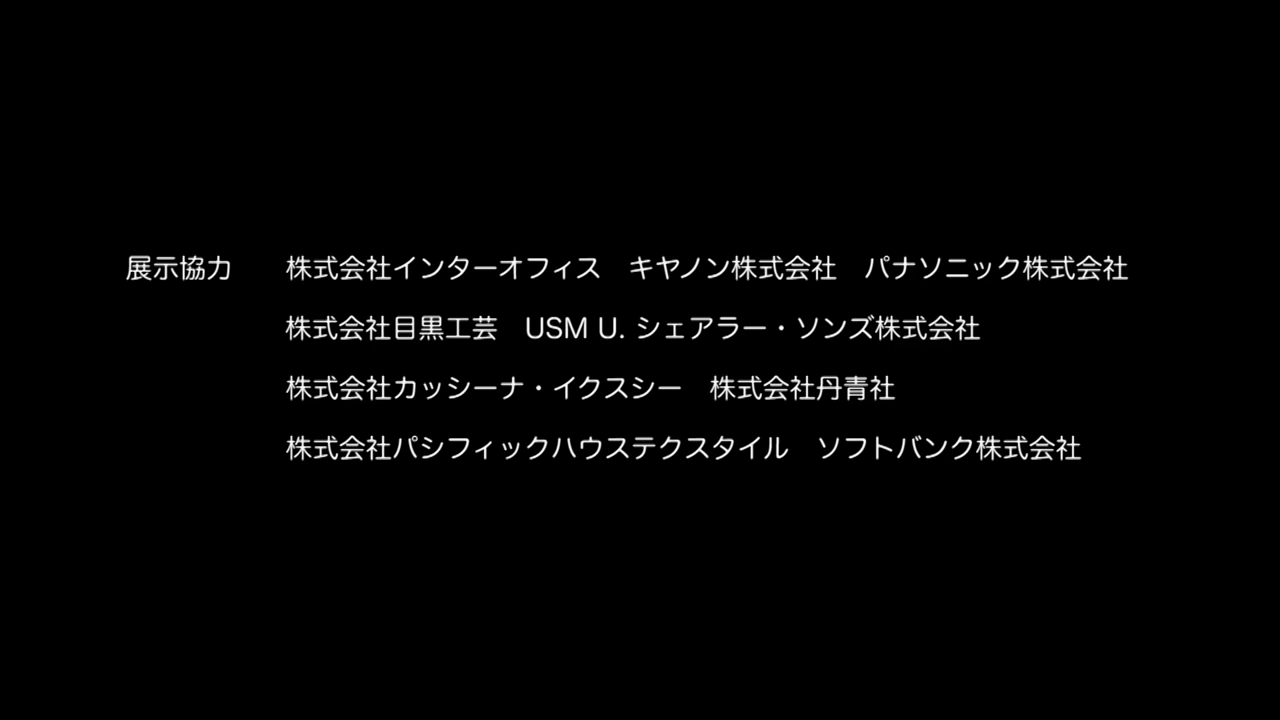 展示協力　　株式会社インターオフィス　キヤノン株式会社　パナソニック株式会社
株式会社目黒工芸　USM U. シェアラー・ソンズ株式会社
株式会社カッシーナ・イクスシー　株式会社丹青社
株式会社パシフィックハウステクスタイル　ソフトバンク株式会社